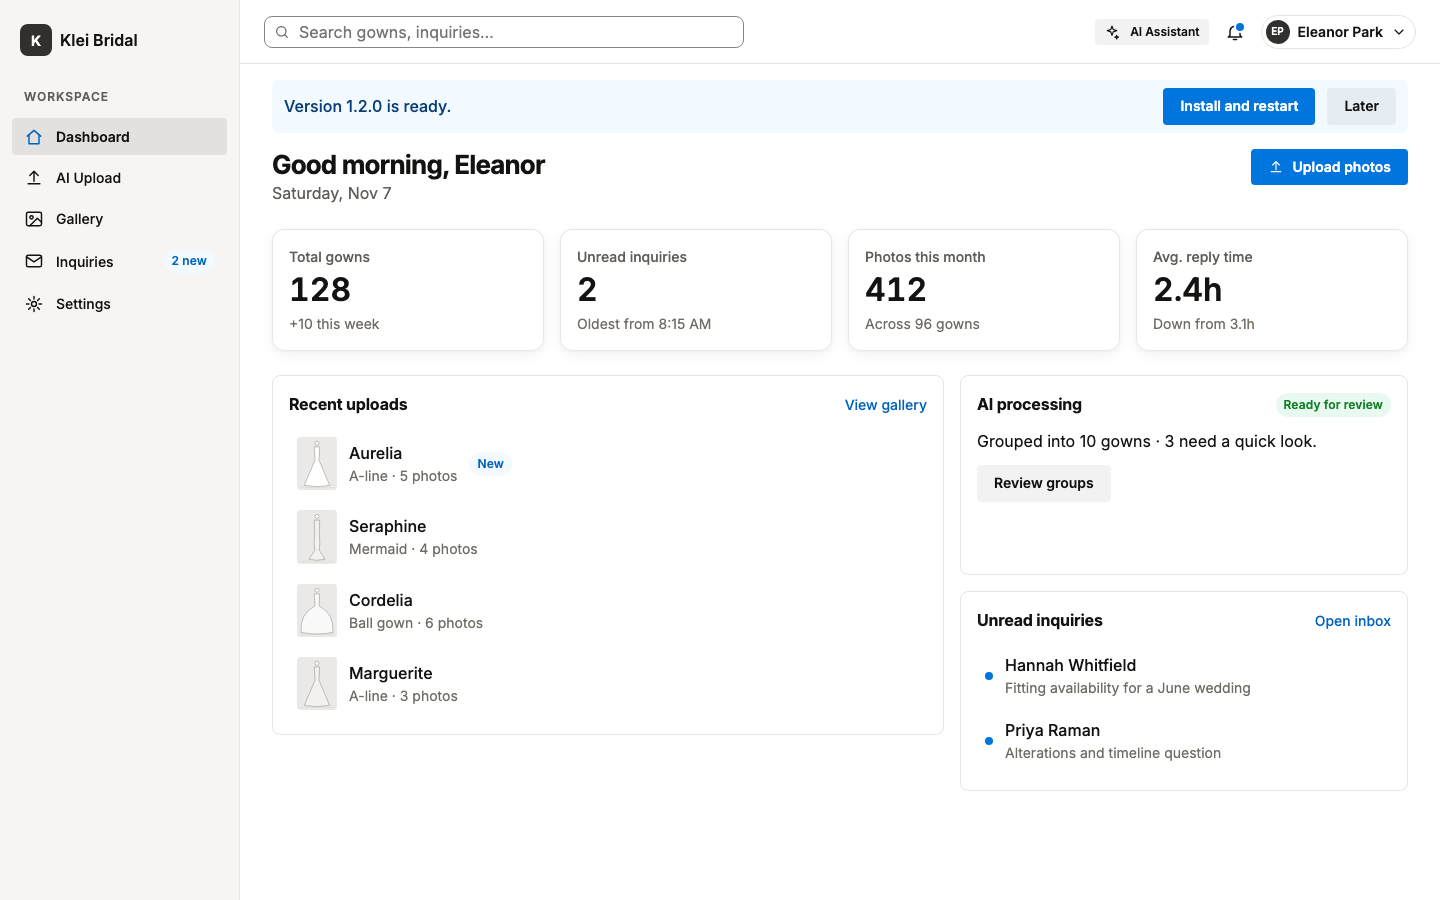 K Klei Bridal
WORKSPACE
Dashboard
AI Upload
Gallery
Inquiries 2 new
Settings
Search gowns, inquiries...
AI Assistant
EP Eleanor Park
Version 1.2.0 is ready.
Install and restart
Later
Good morning, Eleanor
Saturday, Nov 7
Upload photos
Total gowns
128
+10 this week
Unread inquiries
2
Oldest from 8:15 AM
Photos this month
412
Across 96 gowns
Avg. reply time
2.4h
Down from 3.1h
Recent uploads
View gallery
Aurelia
A-line · 5 photos
New
Seraphine
Mermaid · 4 photos
Cordelia
Ball gown · 6 photos
Marguerite
A-line · 3 photos
AI processing
Ready for review
Grouped into 10 gowns · 3 need a quick look.
Review groups
Unread inquiries
Open inbox
Hannah Whitfield
Fitting availability for a June wedding
Priya Raman
Alterations and timeline question